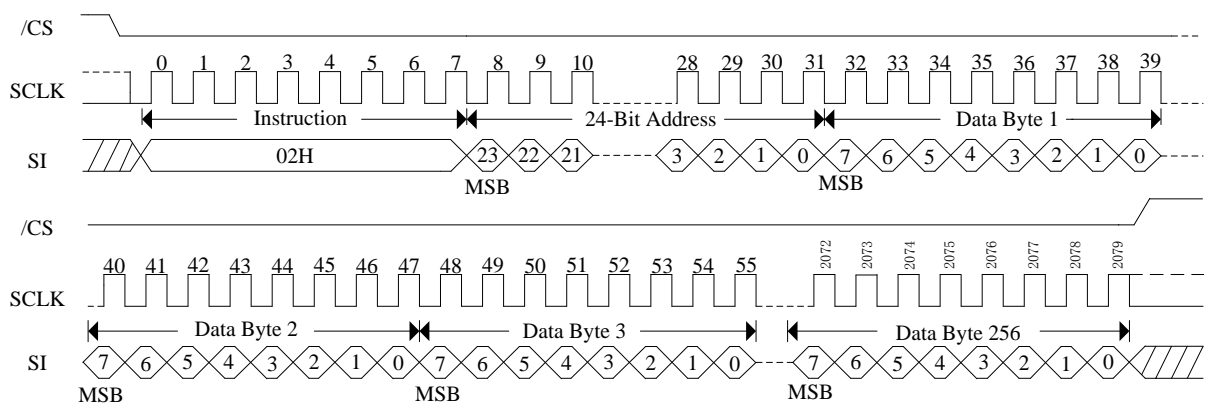 /CS
0 1 2 3 4 5 6 7 8 9 10 28 29 30 31 32 33 34 35 36 37 38 39
SCLK
Instruction 24-Bit Address Data Byte 1
SI 02H 23 22 21 3 2 1 0 7 6 5 4 3 2 1 0
MSB MSB
/CS
40 41 42 43 44 45 46 47 48 49 50 51 52 53 54 55 2072 2073 2074 2075 2076 2077 2078 2079
SCLK
Data Byte 2 Data Byte 3 Data Byte 256
SI 7 6 5 4 3 2 1 0 7 6 5 4 3 2 1 0 7 6 5 4 3 2 1 0
MSB MSB MSB